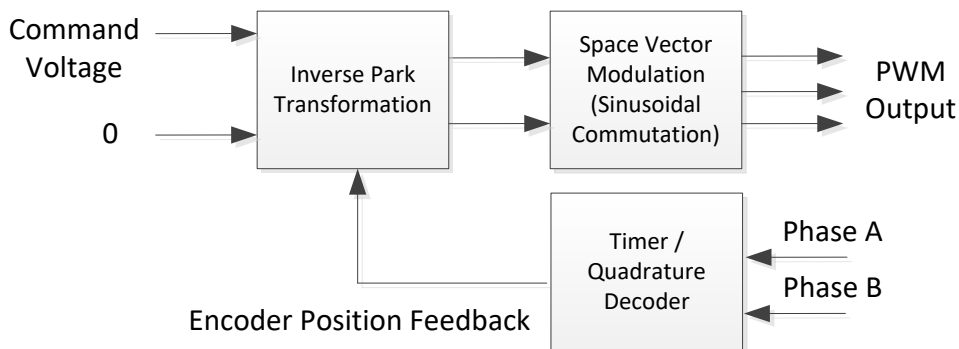 Command
Voltage
0
Inverse Park
Transformation
Space Vector
Modulation
(Sinusoidal
Commutation)
PWM
Output
Timer /
Quadrature
Decoder
Phase A
Phase B
Encoder Position Feedback